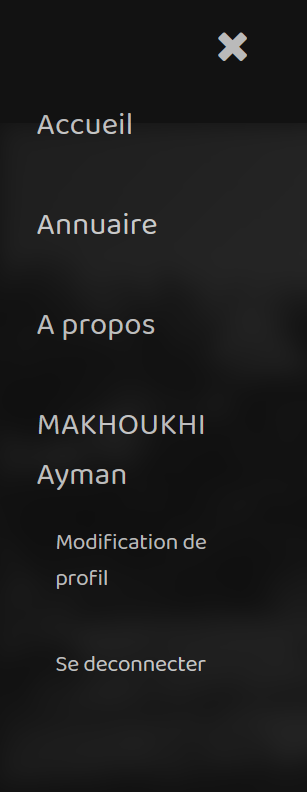 Accueil
Annuaire
A propos
MAKHOUKHI
Ayman
Modification de
profil
Se deconnecter